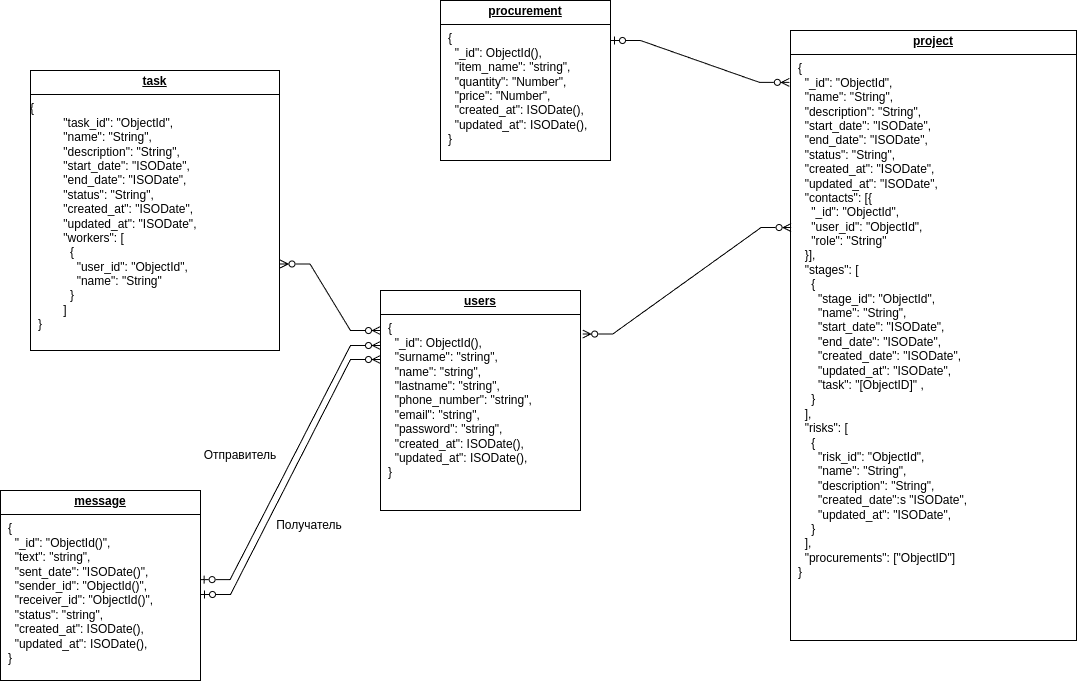 procurement
{
"_id": ObjectId(),
"item_name": "string",
"quantity": "Number",
"price": "Number",
"created_at": ISODate(),
"updated_at": ISODate(),
}
project
{
"_id": "ObjectId",
"name": "String",
"description": "String",
"start_date": "ISODate",
"end_date": "ISODate",
"status": "String",
"created_at": "ISODate",
"updated_at": "ISODate",
"contacts": [{
"_id": "ObjectId",
"user_id": "ObjectId",
"role": "String"
}],
"stages": [
{
"stage_id": "ObjectId",
"name": "String",
"start_date": "ISODate",
"end_date": "ISODate",
"created_date": "ISODate",
"updated_at": "ISODate",
"task": "[ObjectID]" ,
}
],
"risks": [
{
"risk_id": "ObjectId",
"name": "String",
"description": "String",
"created_date":s "ISODate",
"updated_at": "ISODate",
}
],
"procurements": ["ObjectID"]
}
task
{
"task_id": "ObjectId",
"name": "String",
"description": "String",
"start_date": "ISODate",
"end_date": "ISODate",
"status": "String",
"created_at": "ISODate",
"updated_at": "ISODate",
"workers": [
{
"user_id": "ObjectId",
"name": "String"
}
]
}
users
{
"_id": ObjectId(),
"surname": "string",
"name": "string",
"lastname": "string",
"phone_number": "string",
"email": "string",
"password": "string",
"created_at": ISODate(),
"updated_at": ISODate(),
}
Отправитель
Получатель
message
{
"_id": "ObjectId()",
"text": "string",
"sent_date": "ISODate()",
"sender_id": "ObjectId()",
"receiver_id": "ObjectId()",
"status": "string",
"created_at": ISODate(),
"updated_at": ISODate(),
}